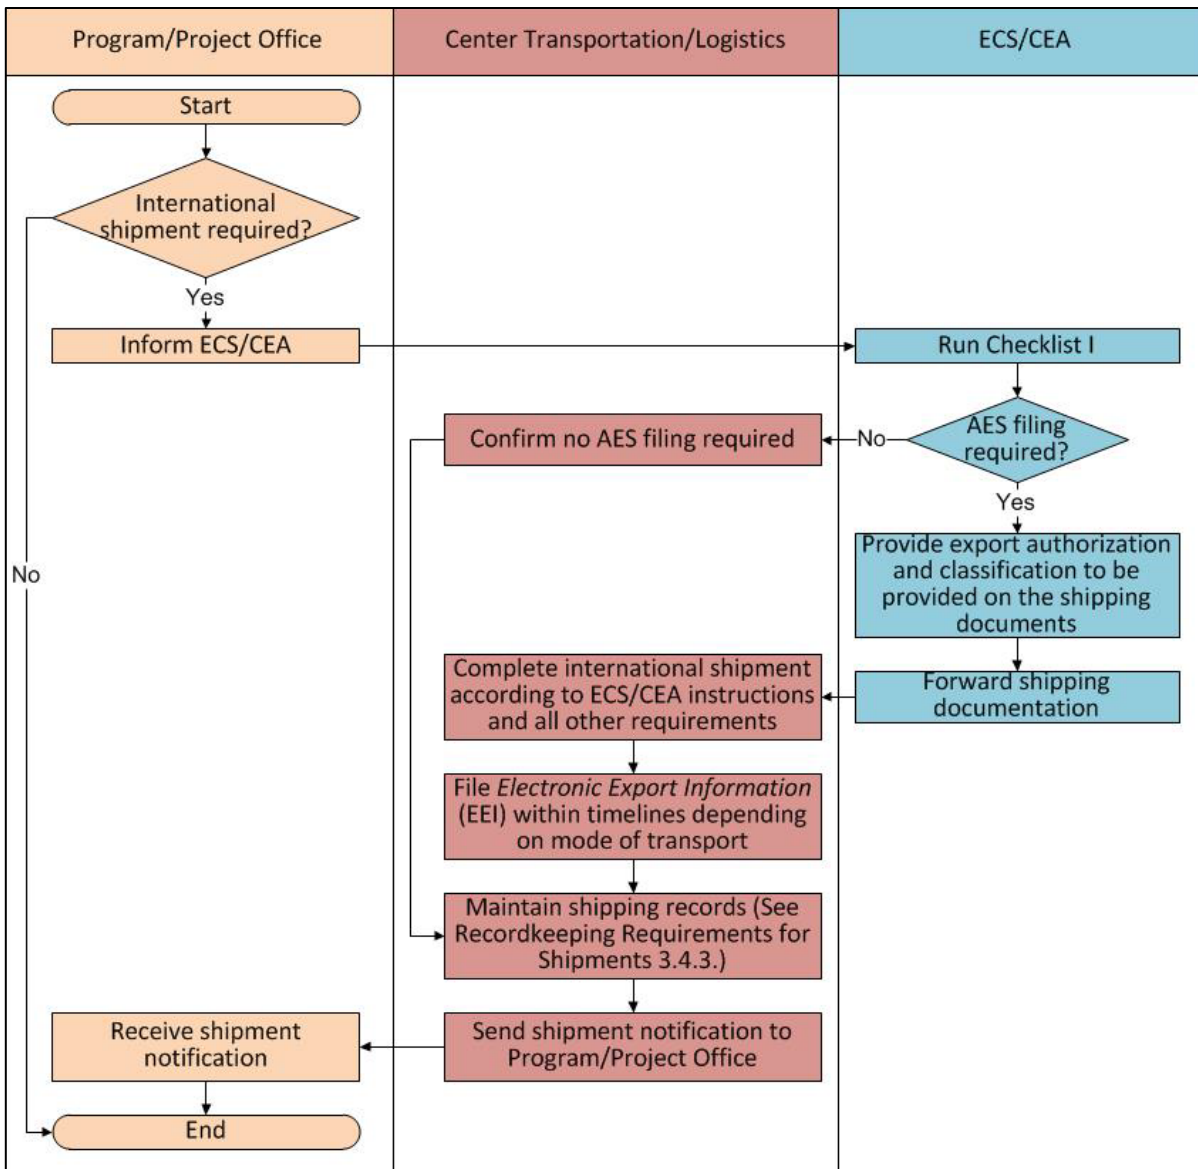 Program/Project Office
Center Transportation/Logistics
ECS/CEA
Start
International
shipment required?
Yes
Inform ECS/CEA
Run Checklist I
AES filing
required?
No
Confirm no AES filing required
Yes
Provide export authorization
and classification to be
provided on the shipping
documents
No
Forward shipping
documentation
Complete international shipment
according to ECS/CEA instructions
and all other requirements
File Electronic Export Information
(EEI) within timelines depending
on mode of transport
Maintain shipping records (See
Recordkeeping Requirements for
Shipments 3.4.3.)
Send shipment notification to
Program/Project Office
Receive shipment
notification
End